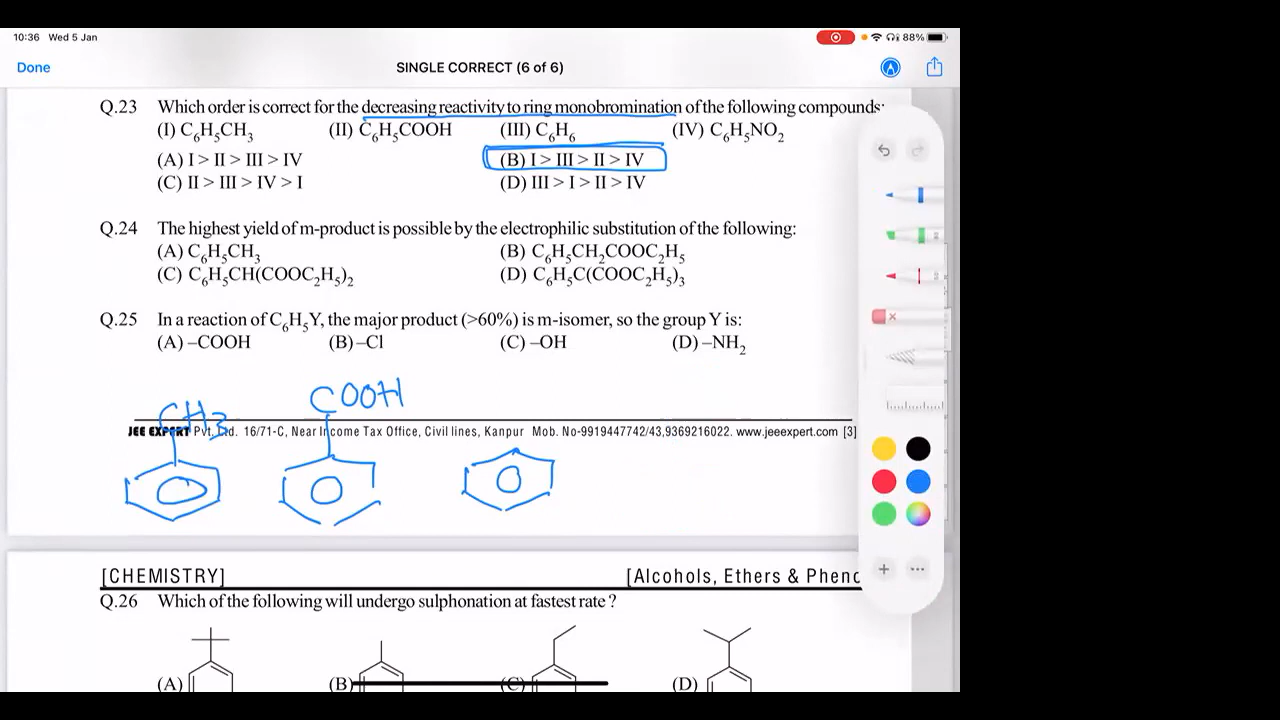 10:36 Wed 5 Jan 88%
Done SINGLE CORRECT (6 of 6)
Q.23 Which order is correct for the decreasing reactivity to ring monobromination of the following compounds:
(I) C₆H₅CH₃ (II) C₆H₅COOH (III) C₆H₆ (IV) C₆H₅NO₂
(A) I > II > III > IV (B) I > III > II > IV
(C) II > III > IV > I (D) III > I > II > IV
Q.24 The highest yield of m-product is possible by the electrophilic substitution of the following:
(A) C₆H₅CH₃ (B) C₆H₅CH₂COOC₂H₅
(C) C₆H₅CH(COOC₂H₅)₂ (D) C₆H₅C(COOC₂H₅)₃
Q.25 In a reaction of C₆H₅Y, the major product (>60%) is m-isomer, so the group Y is:
(A) –COOH (B) –Cl (C) –OH (D) –NH₂
CH₃ COOH
JEE EXPERT Pvt. Ltd. 16/71-C, Near Income Tax Office, Civil lines, Kanpur Mob. No-9919447742/43,9369216022. www.jeeexpert.com [3]
[CHEMISTRY] [Alcohols, Ethers & Pheno
Q.26 Which of the following will undergo sulphonation at fastest rate ?
(A) (B) (C) (D)